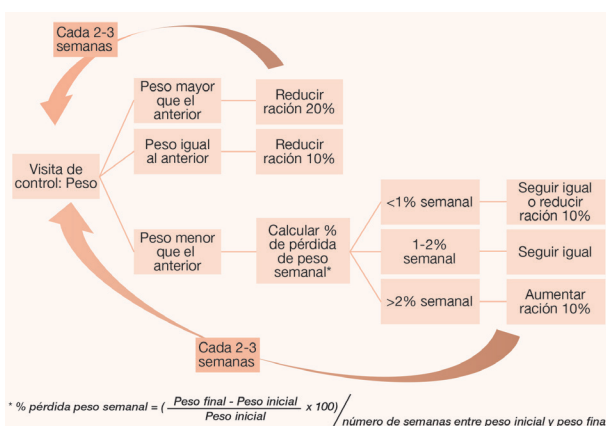 Cada 2-3
semanas
Peso mayor
que el
anterior
Reducir
ración 20%
Peso igual
al anterior
Reducir
ración 10%
Visita de
control: Peso
Peso menor
que el
anterior
Calcular %
de pérdida
de peso
semanal*
<1% semanal
Seguir igual
o reducir
ración 10%
1-2%
semanal
Seguir igual
>2% semanal
Aumentar
ración 10%
Cada 2-3
semanas
* % pérdida peso semanal = ( Peso final - Peso inicial x 100) /
Peso inicial
número de semanas entre peso inicial y peso fina